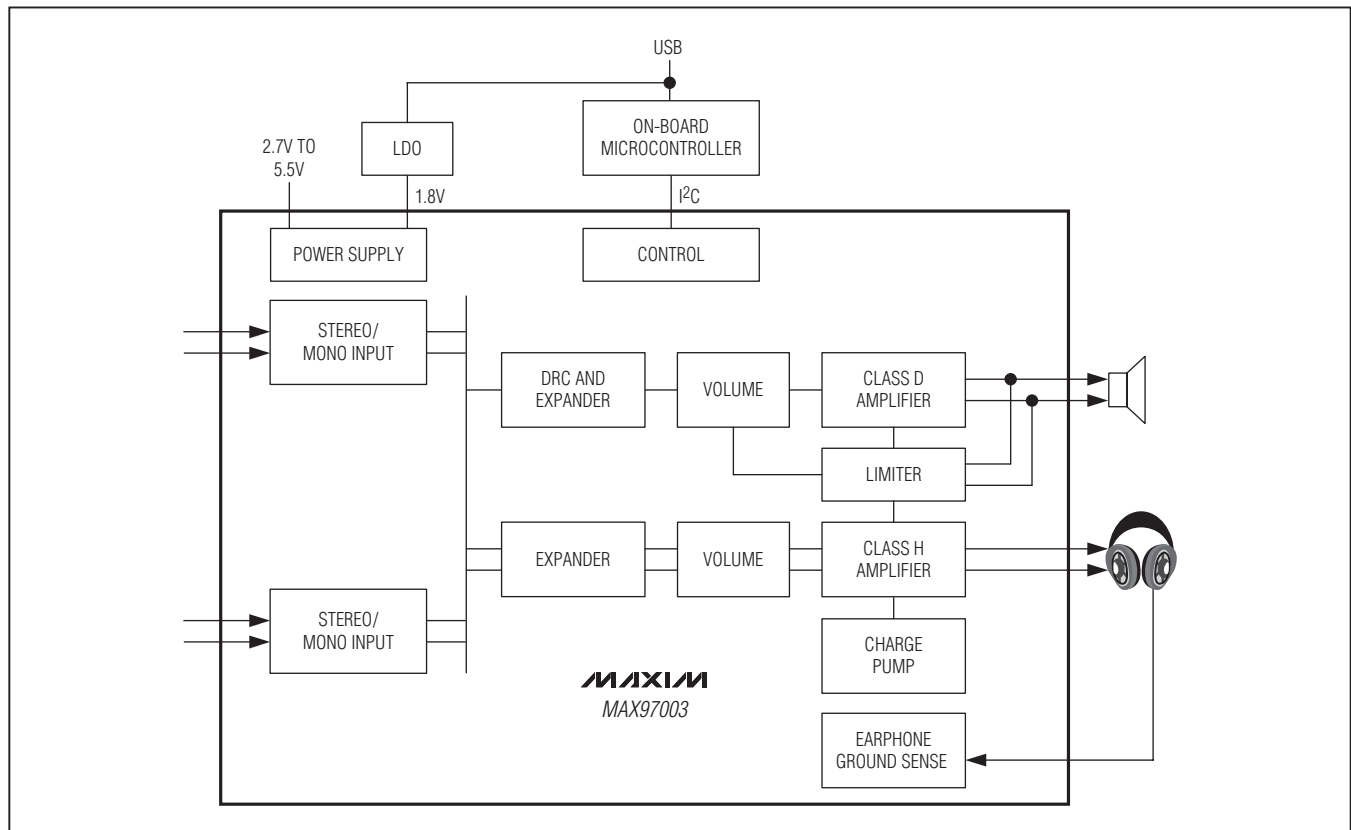 USB
2.7V TO
5.5V
LDO
ON-BOARD
MICROCONTROLLER
1.8V
I²C
POWER SUPPLY
CONTROL
STEREO/
MONO INPUT
DRC AND
EXPANDER
VOLUME
CLASS D
AMPLIFIER
LIMITER
EXPANDER
VOLUME
CLASS H
AMPLIFIER
STEREO/
MONO INPUT
CHARGE
PUMP
MAXIM
MAX97003
EARPHONE
GROUND SENSE